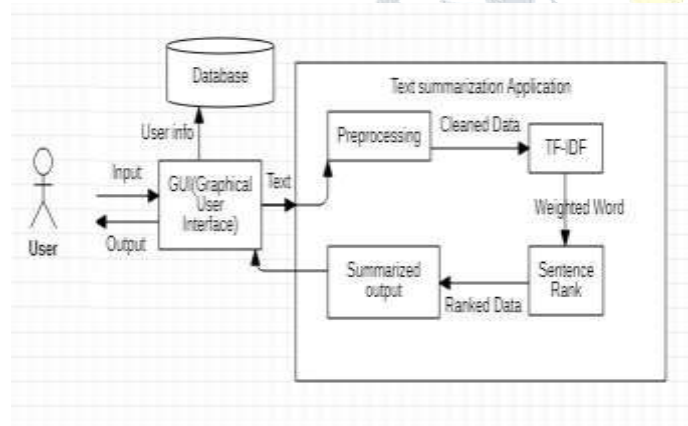 Database
Text summarization Application
User info
Preprocessing
Cleaned Data
TF-IDF
Input
GUI(Graphical
User
Interface)
Text
Weighted Word
User
Output
Summarized
output
Ranked Data
Sentence
Rank